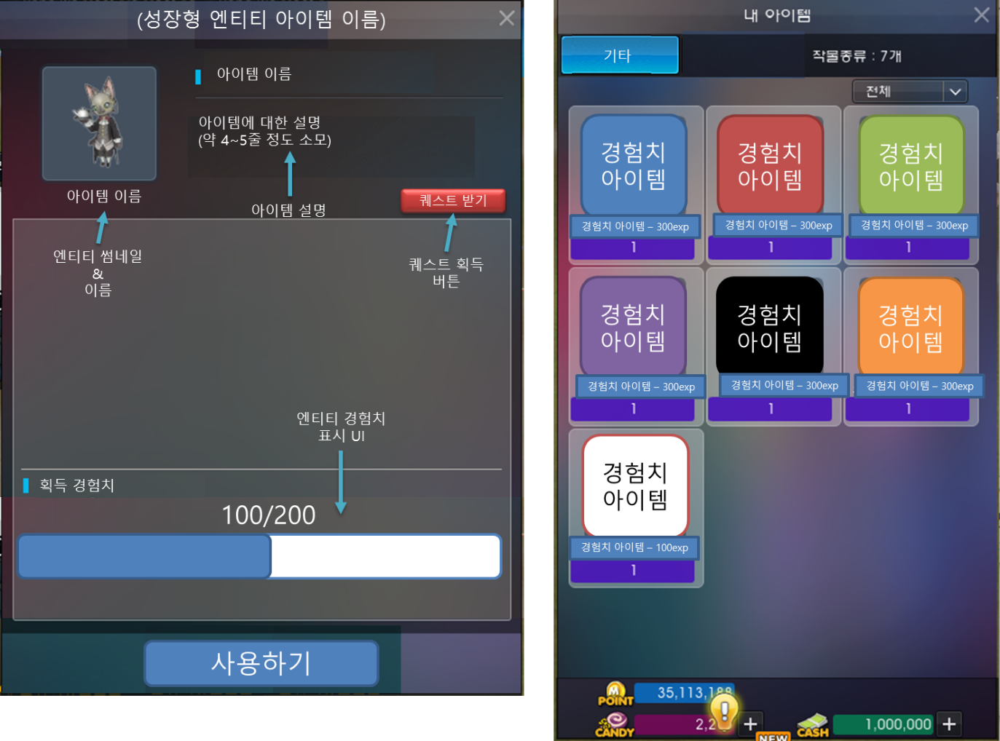 (성장형 엔티티 아이템 이름)
아이템 이름
아이템에 대한 설명
(약 4~5줄 정도 소모)
아이템 이름
아이템 설명
퀘스트 받기
엔티티 썸네일
&
이름
퀘스트 획득
버튼
엔티티 경험치
표시 UI
획득 경험치
100/200
사용하기
내 아이템
기타
작물종류 : 7개
전체
경험치
아이템
경험치 아이템 – 300exp
1
경험치
아이템
경험치 아이템 – 300exp
1
경험치
아이템
경험치 아이템 – 300exp
1
경험치
아이템
경험치 아이템 – 300exp
1
경험치
아이템
경험치 아이템 – 300exp
1
경험치
아이템
경험치 아이템 – 300exp
1
경험치
아이템
경험치 아이템 – 100exp
1
M
POINT
35,113,188
CANDY
+
CASH
1,000,000
+
NEW